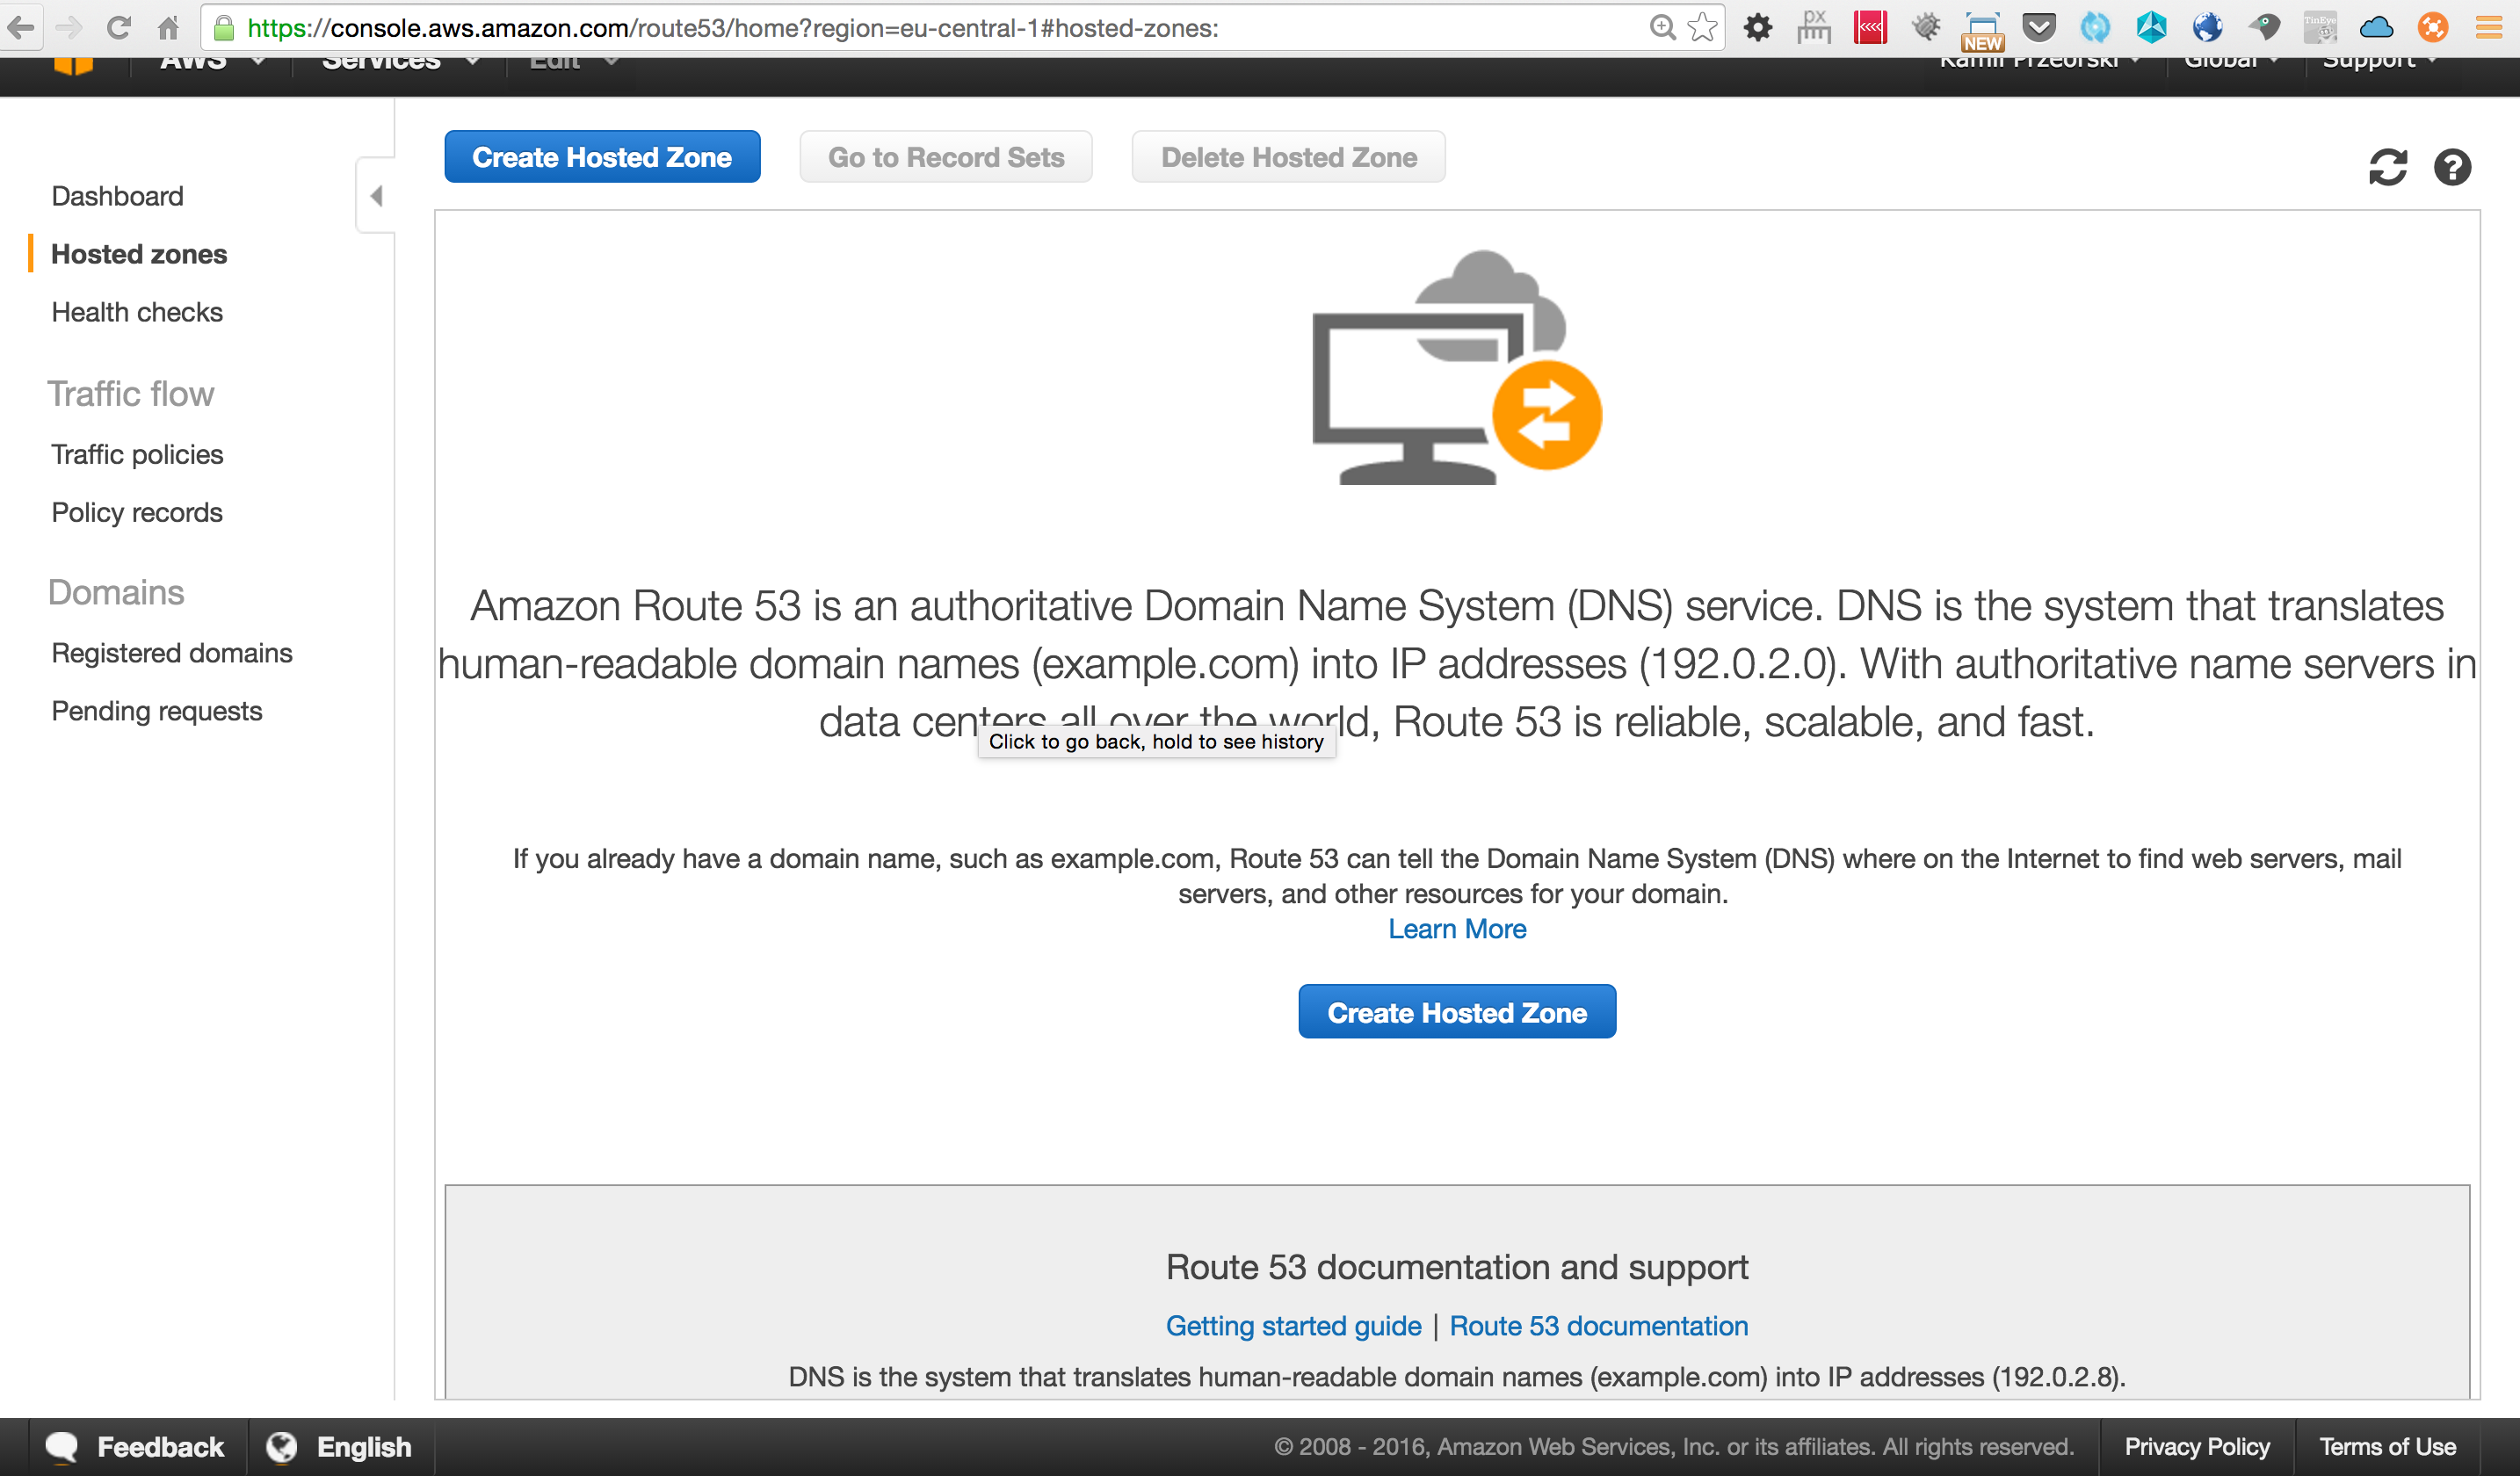 https://console.aws.amazon.com/route53/home?region=eu-central-1#hosted-zones:
px
NEW
TinEye
AWS Services Edit Kamil Przeorski Global Support
Create Hosted Zone Go to Record Sets Delete Hosted Zone
Dashboard
Hosted zones
Health checks
Traffic flow
Traffic policies
Policy records
Domains
Registered domains
Pending requests
Amazon Route 53 is an authoritative Domain Name System (DNS) service. DNS is the system that translates
human-readable domain names (example.com) into IP addresses (192.0.2.0). With authoritative name servers in
data centers all over the world, Route 53 is reliable, scalable, and fast.
Click to go back, hold to see history
If you already have a domain name, such as example.com, Route 53 can tell the Domain Name System (DNS) where on the Internet to find web servers, mail
servers, and other resources for your domain.
Learn More
Create Hosted Zone
Route 53 documentation and support
Getting started guide | Route 53 documentation
DNS is the system that translates human-readable domain names (example.com) into IP addresses (192.0.2.8).
Feedback English © 2008 - 2016, Amazon Web Services, Inc. or its affiliates. All rights reserved. Privacy Policy Terms of Use